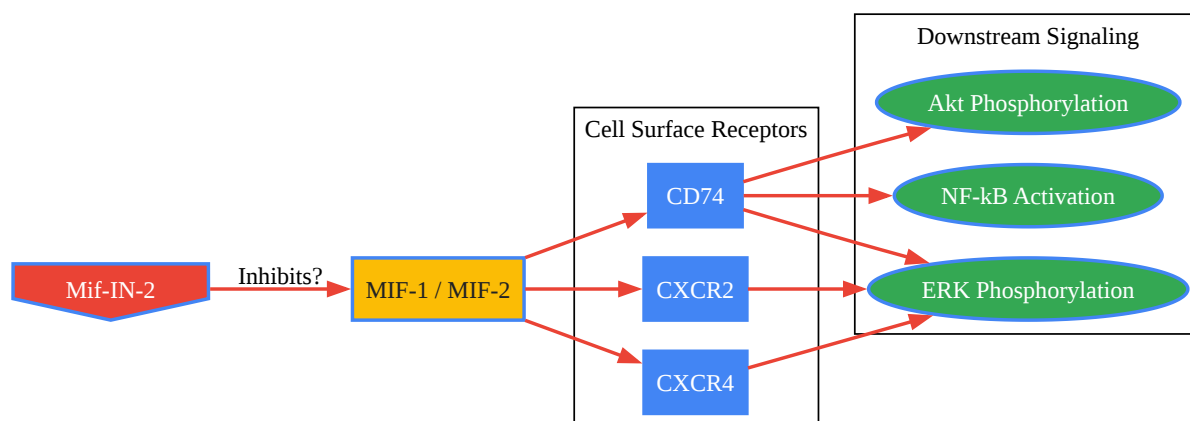 Downstream Signaling
Akt Phosphorylation
Cell Surface Receptors
CD74
NF-kB Activation
Mif-IN-2
Inhibits?
MIF-1 / MIF-2
CXCR2
ERK Phosphorylation
CXCR4